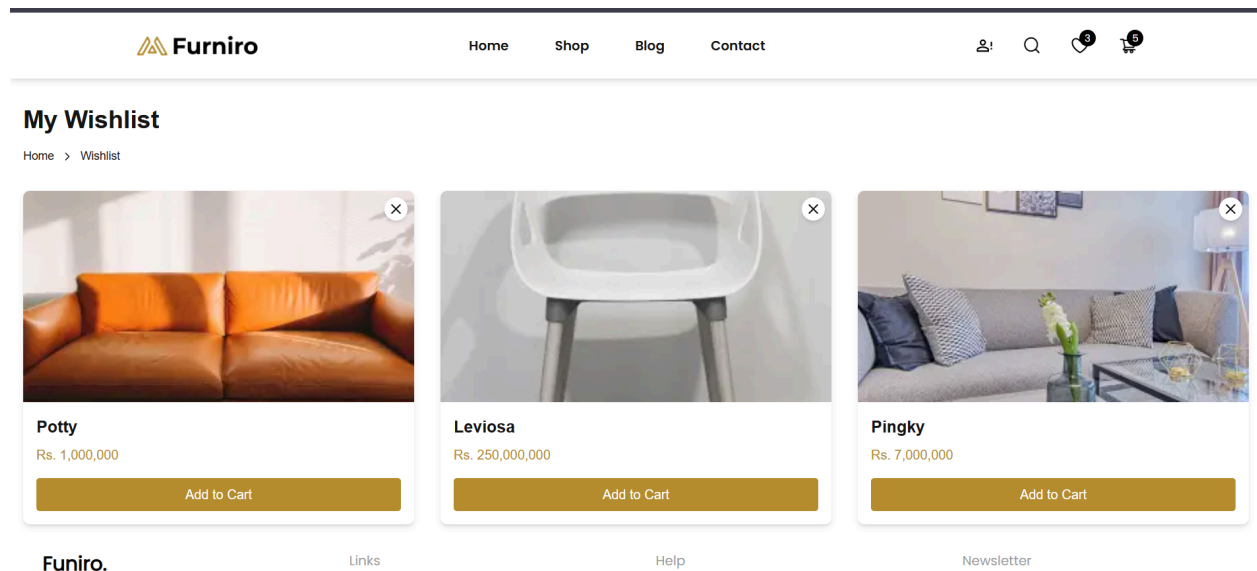 Furniro Home Shop Blog Contact 3 5
My Wishlist
Home > Wishlist
Potty Leviosa Pingky
Rs. 1,000,000 Rs. 250,000,000 Rs. 7,000,000
Add to Cart Add to Cart Add to Cart
Funiro. Links Help Newsletter